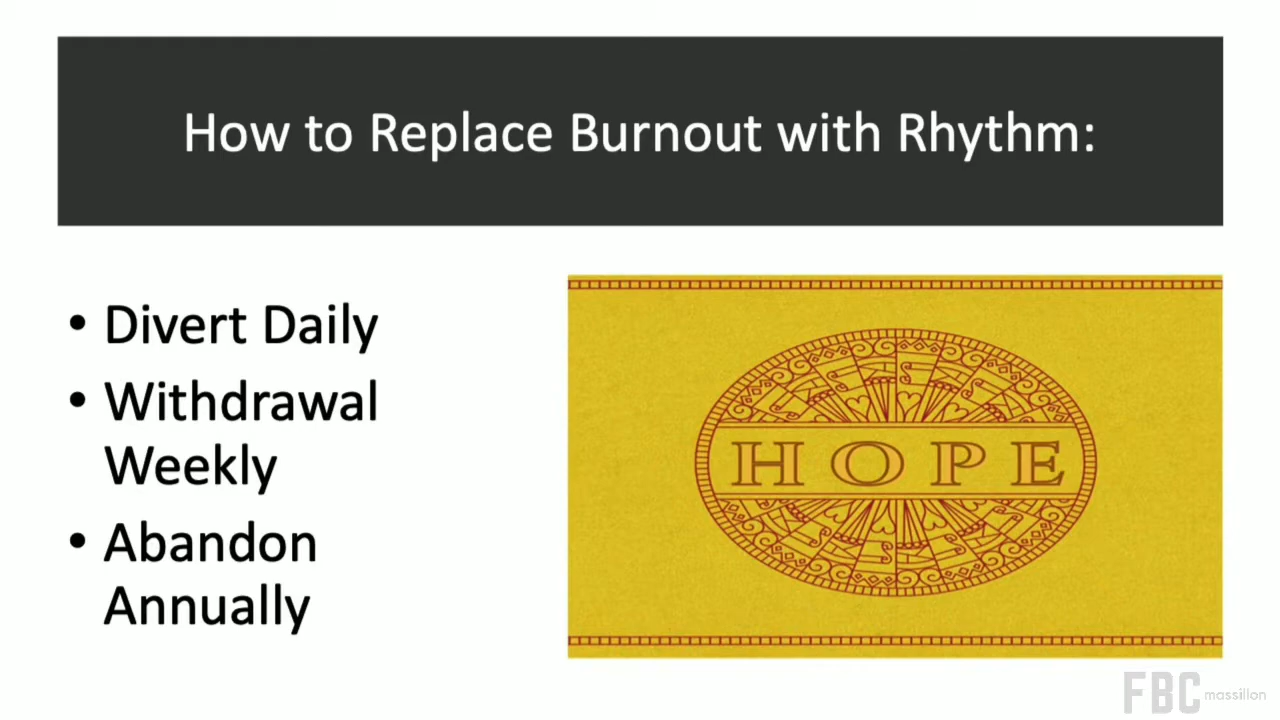 How to Replace Burnout with Rhythm:
• Divert Daily
• Withdrawal
Weekly
• Abandon
Annually
HOPE
FBC massillon